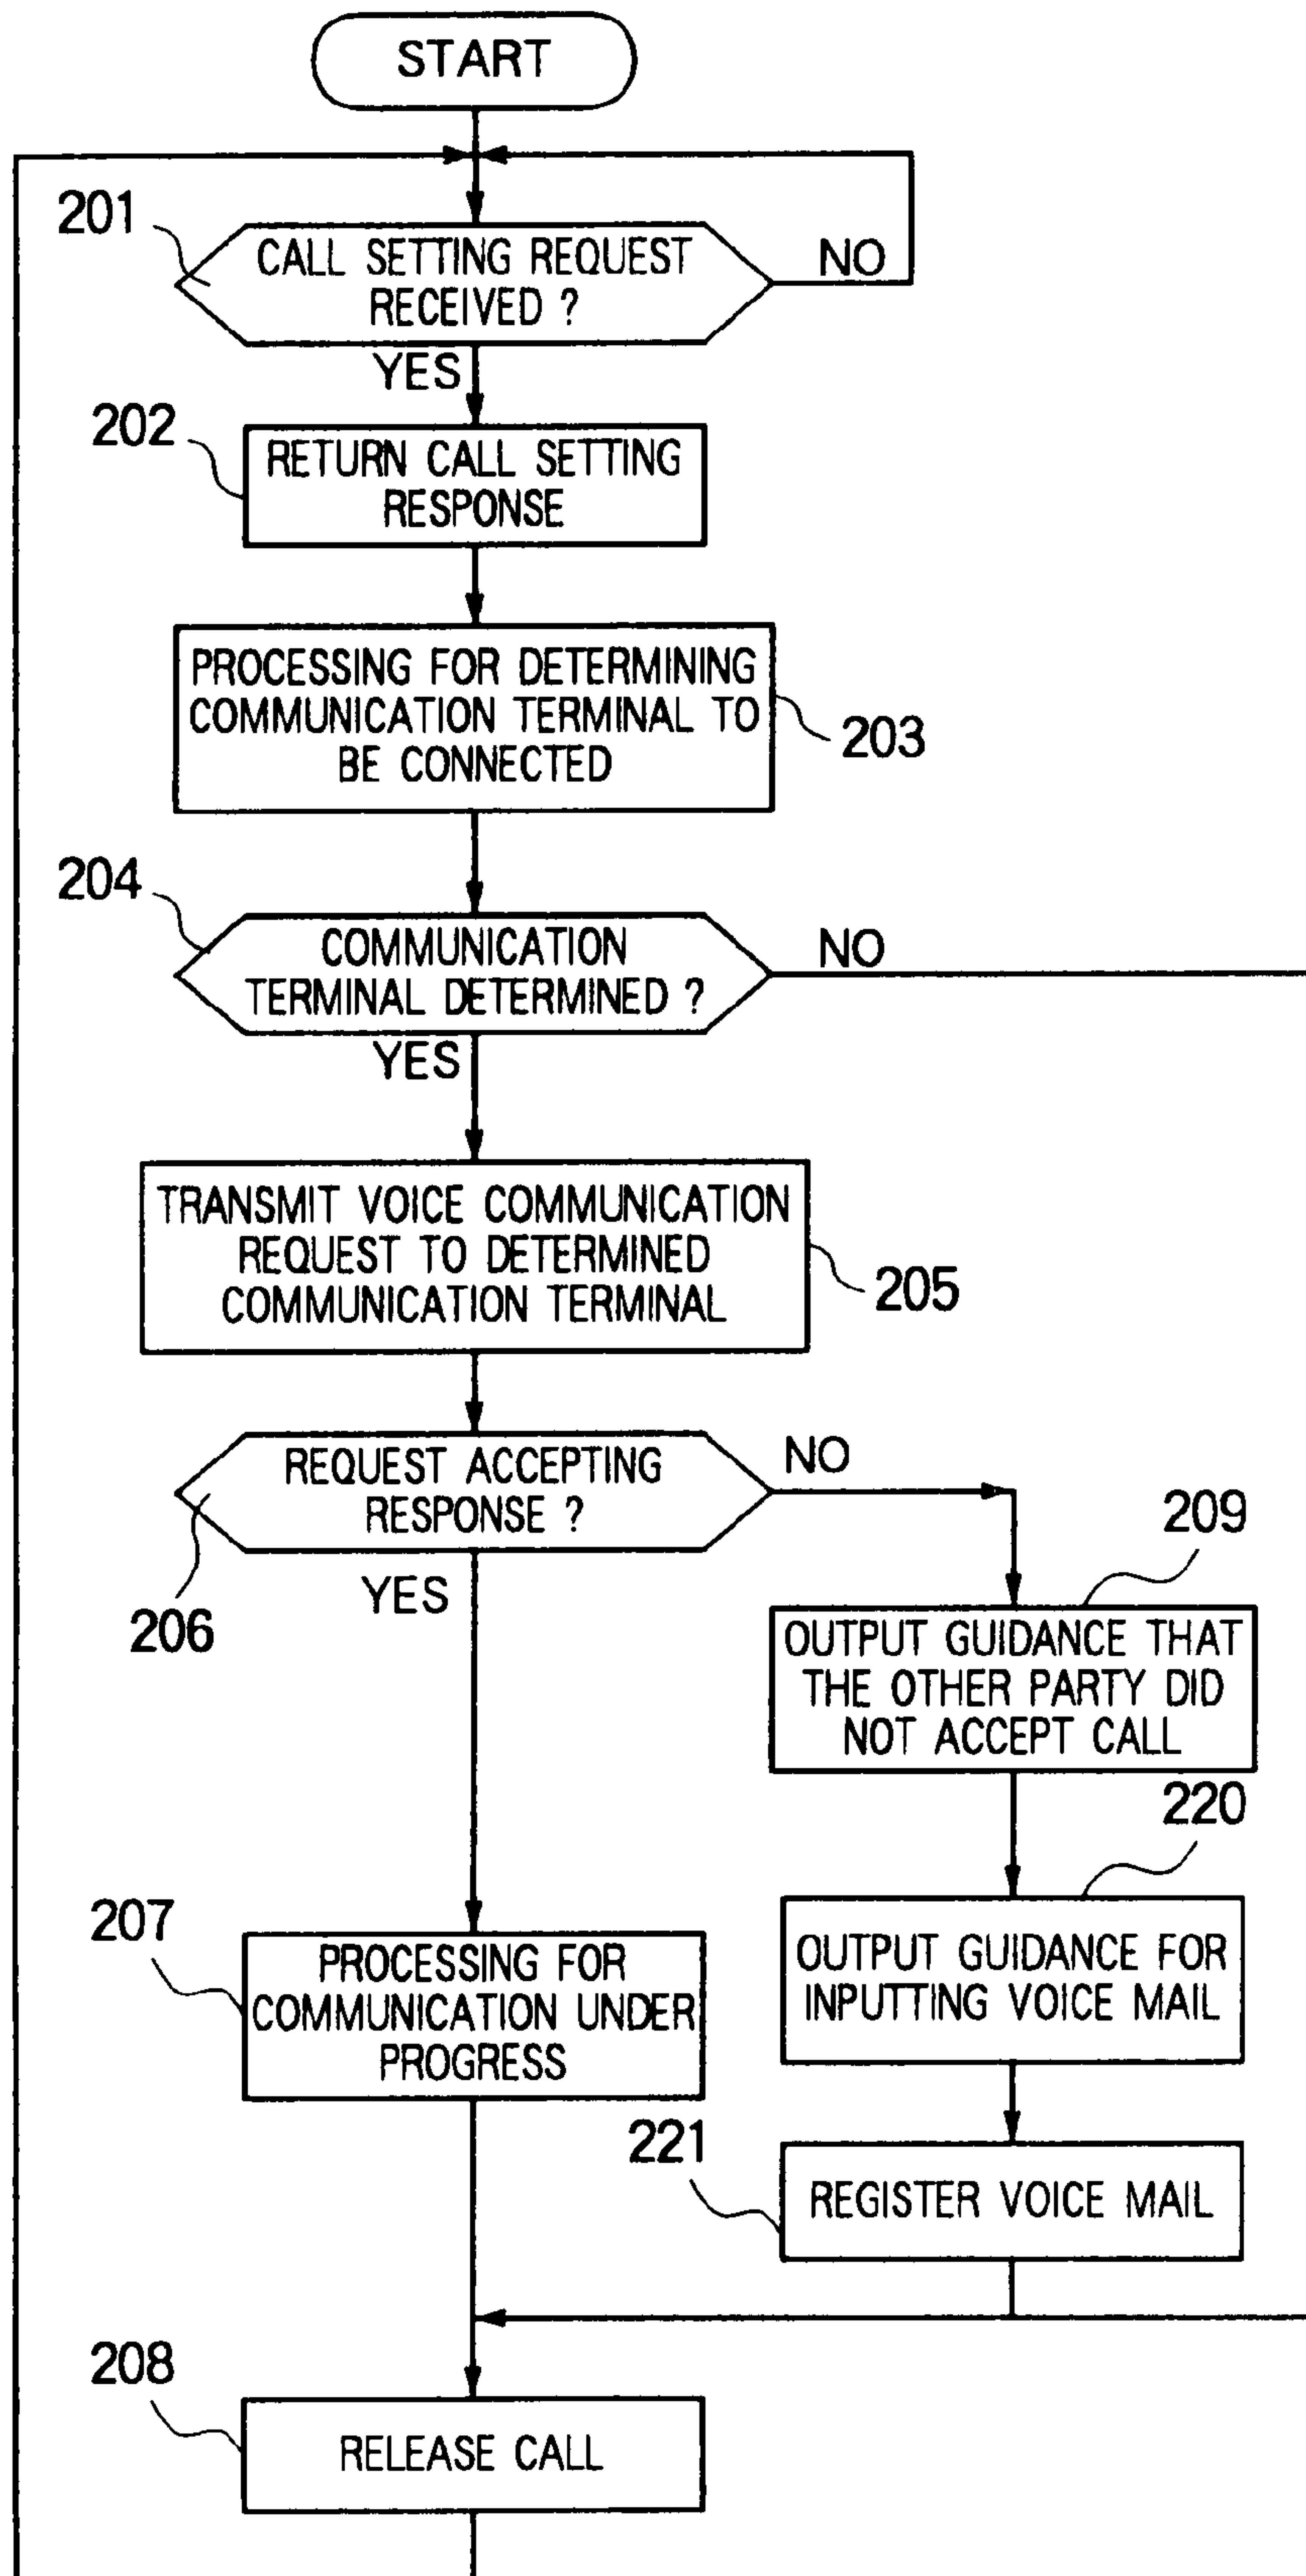 START
201
CALL SETTING REQUEST
RECEIVED ?
NO
YES
202
RETURN CALL SETTING
RESPONSE
PROCESSING FOR DETERMINING
COMMUNICATION TERMINAL TO
BE CONNECTED
203
204
COMMUNICATION
TERMINAL DETERMINED ?
NO
YES
TRANSMIT VOICE COMMUNICATION
REQUEST TO DETERMINED
COMMUNICATION TERMINAL
205
REQUEST ACCEPTING
RESPONSE ?
NO
206
YES
209
OUTPUT GUIDANCE THAT
THE OTHER PARTY DID
NOT ACCEPT CALL
220
OUTPUT GUIDANCE FOR
INPUTTING VOICE MAIL
207
PROCESSING FOR
COMMUNICATION UNDER
PROGRESS
221
REGISTER VOICE MAIL
208
RELEASE CALL